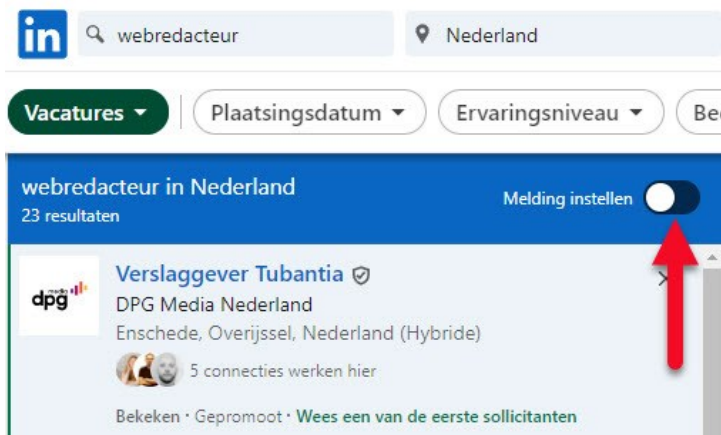 in webredacteur Nederland
Vacatures Plaatsingsdatum Ervaringsniveau Be
webredacteur in Nederland
Melding instellen
23 resultaten
Verslaggever Tubantia
dpg media
DPG Media Nederland
Enschede, Overijssel, Nederland (Hybride)
5 connecties werken hier
Bekeken · Gepromoot · Wees een van de eerste sollicitanten